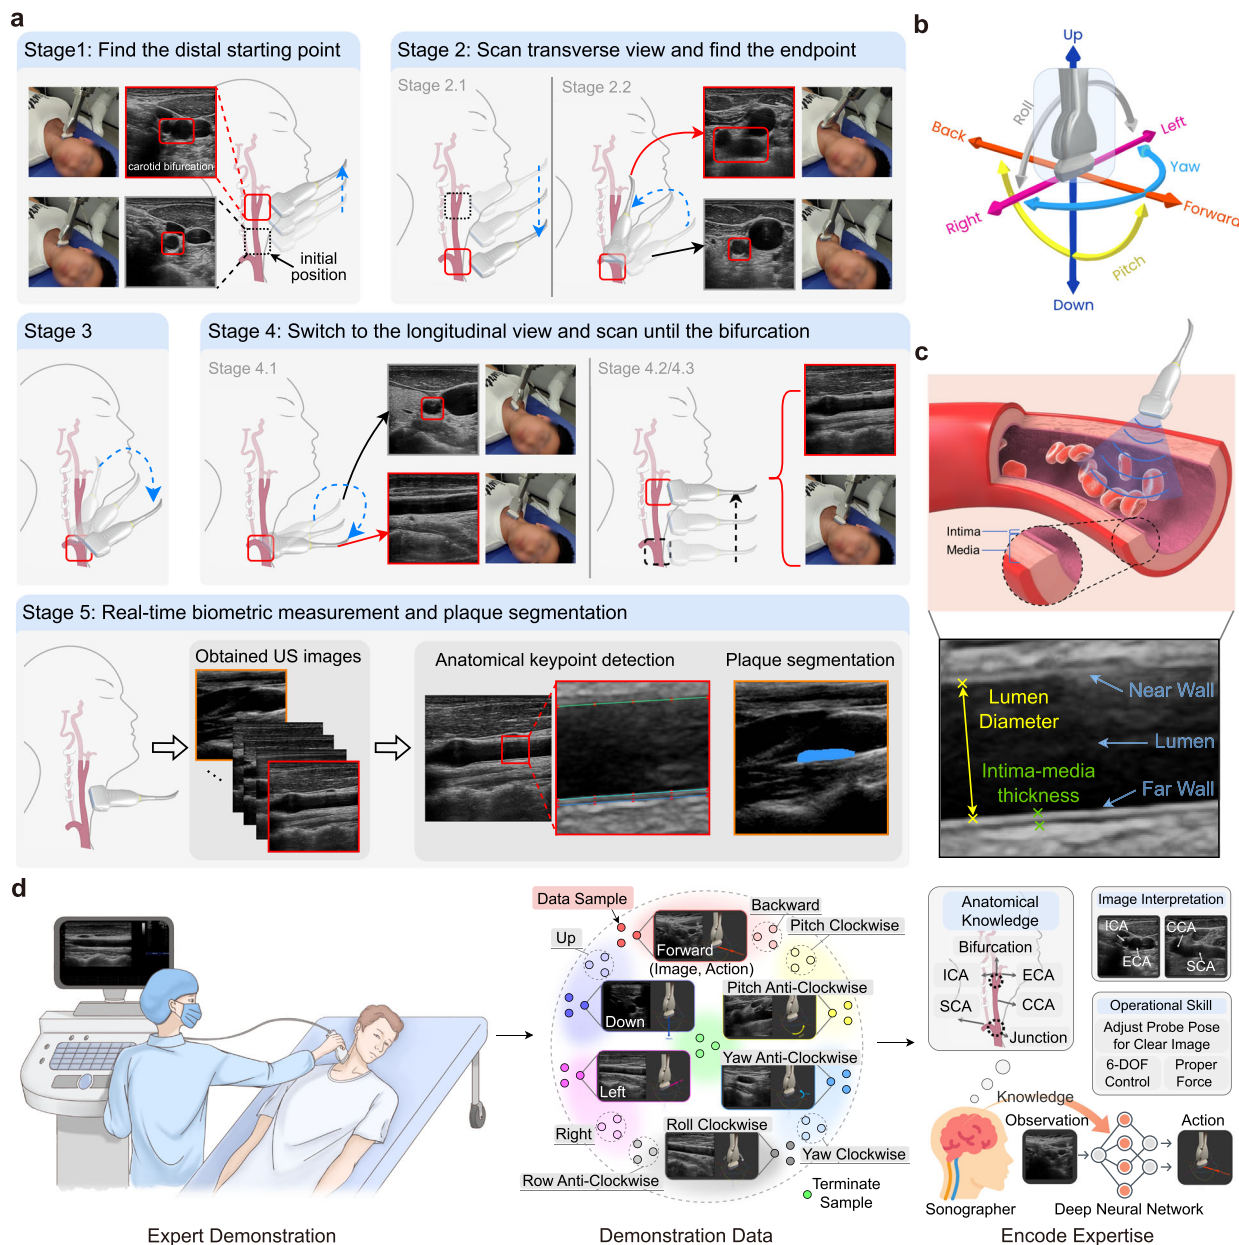 a
Stage1: Find the distal starting point
carotid bifurcation
initial
position
Stage 2: Scan transverse view and find the endpoint
Stage 2.1
Stage 2.2
b
Up
Roll
Left
Back
Yaw
Right
Forward
Pitch
Down
Stage 3
Stage 4: Switch to the longitudinal view and scan until the bifurcation
Stage 4.1
Stage 4.2/4.3
c
Intima
Media
Near Wall
Lumen
Diameter
Lumen
Intima-media
thickness
Far Wall
Stage 5: Real-time biometric measurement and plaque segmentation
Obtained US images
Anatomical keypoint detection
Plaque segmentation
d
Expert Demonstration
Data Sample
Backward
Up
Forward
Pitch Clockwise
(Image, Action)
Pitch Anti-Clockwise
Down
Yaw Anti-Clockwise
Left
Right
Roll Clockwise
Yaw Clockwise
Row Anti-Clockwise
Terminate
Sample
Demonstration Data
Anatomical
Knowledge
Bifurcation
ICA
ECA
SCA
CCA
Junction
Image Interpretation
ICA
ECA
CCA
SCA
Operational Skill
Adjust Probe Pose
for Clear Image
6-DOF
Control
Proper
Force
Knowledge
Observation
Action
Sonographer
Deep Neural Network
Encode Expertise